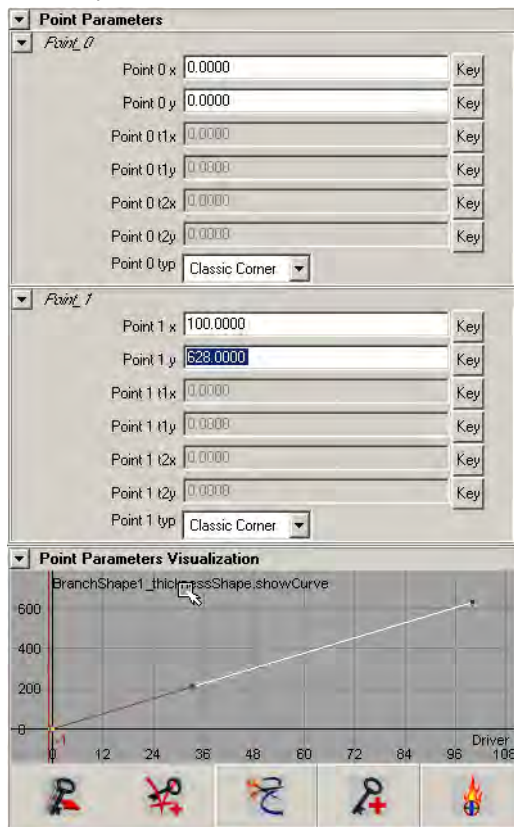 Point Parameters
Point_0
Point 0 x 0.0000 Key
Point 0 y 0.0000 Key
Point 0 t1x 0.0000 Key
Point 0 t1y 0.0000 Key
Point 0 t2x 0.0000 Key
Point 0 t2y 0.0000 Key
Point 0 typ Classic Corner
Point_1
Point 1 x 100.0000 Key
Point 1 y 628.0000 Key
Point 1 t1x 0.0000 Key
Point 1 t1y 0.0000 Key
Point 1 t2x 0.0000 Key
Point 1 t2y 0.0000 Key
Point 1 typ Classic Corner
Point Parameters Visualization
BranchShape1_thicknessShape.showCurve
600
400
200
0
1 Driver
0 12 24 36 48 60 72 84 96 108